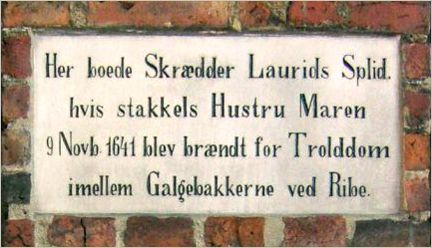 Her boede Skrædder Laurids Splid.
hvis stakkels Hustru Maren
9 Novb. 1641 blev brændt for Trolddom
imellem Galgebakkerne ved Ribe.